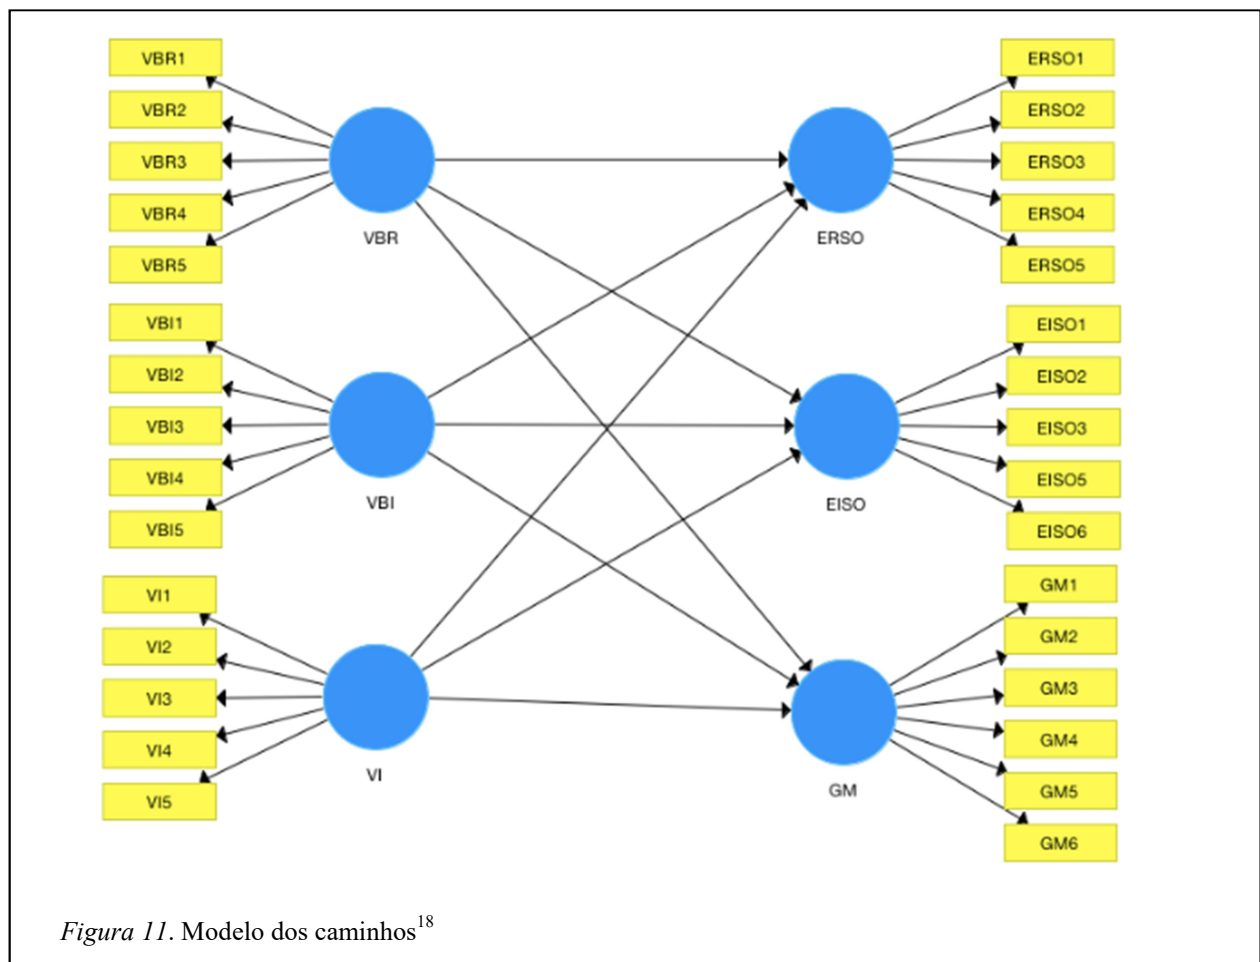 VBR1
VBR2
VBR3
VBR4
VBR5
VBR
ERSO1
ERSO2
ERSO3
ERSO4
ERSO5
ERSO
VBI1
VBI2
VBI3
VBI4
VBI5
VBI
EISO1
EISO2
EISO3
EISO5
EISO6
EISO
VI1
VI2
VI3
VI4
VI5
VI
GM1
GM2
GM3
GM4
GM5
GM6
GM
Figura 11. Modelo dos caminhos18